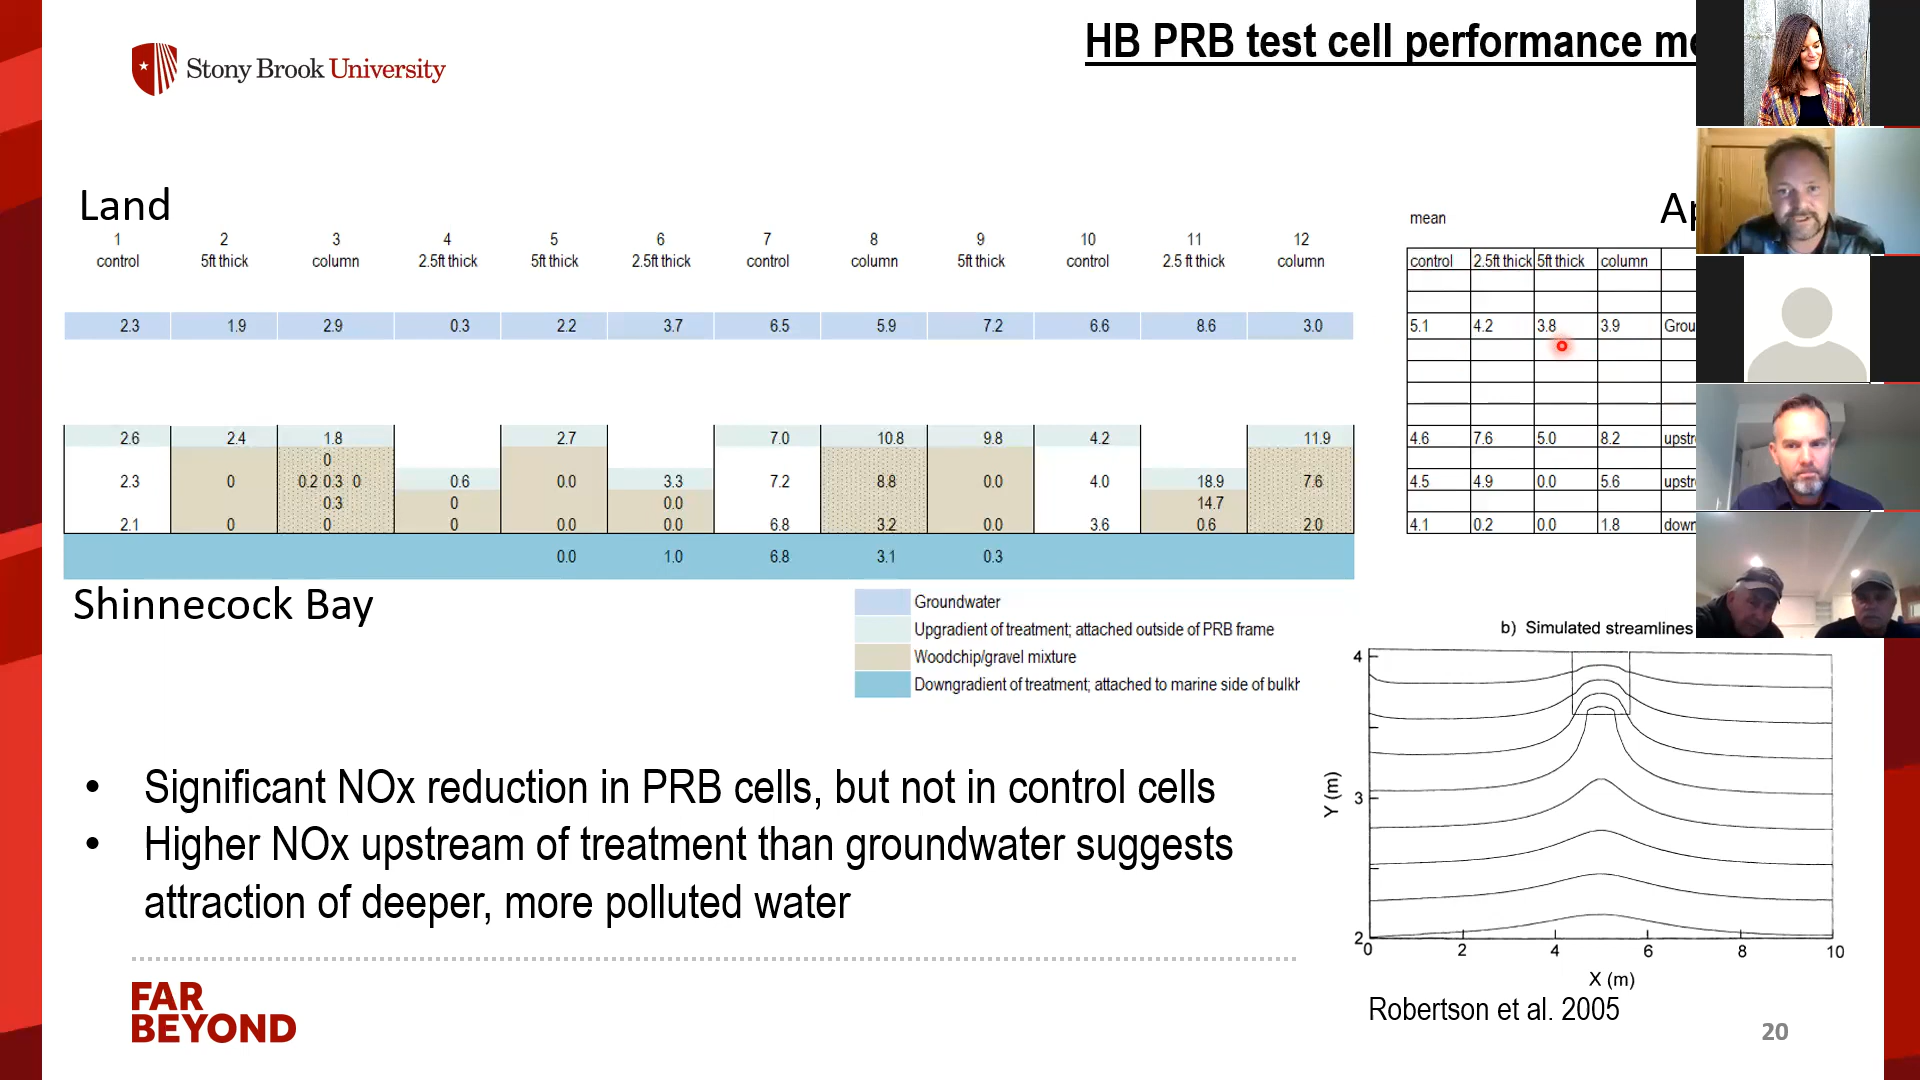 HB PRB test cell performance
Stony Brook University
Land
1 2 3 4 5 6 7 8 9 10 11 12
control 5ft thick column 2.5ft thick 5ft thick 2.5ft thick control column 5ft thick control 2.5 ft thick column
2.3 1.9 2.9 0.3 2.2 3.7 6.5 5.9 7.2 6.6 8.6 3.0
2.6 2.4 1.8 2.7 7.0 10.8 9.8 4.2 11.9
0
2.3 0 0.2 0.3 0 0.6 0.0 3.3 7.2 8.8 0.0 4.0 18.9 7.6
0.3 0 0.0 14.7
2.1 0 0 0 0.0 0.0 6.8 3.2 0.0 3.6 0.6 2.0
0.0 1.0 6.8 3.1 0.3
Shinnecock Bay
Groundwater
Upgradient of treatment; attached outside of PRB frame
Woodchip/gravel mixture
Downgradient of treatment; attached to marine side of bulkh
mean
control 2.5ft thick 5ft thick column
5.1 4.2 3.8 3.9 Grou
4.6 7.6 5.0 8.2 upstr
4.5 4.9 0.0 5.6 upstr
4.1 0.2 0.0 1.8 down
• Significant NOx reduction in PRB cells, but not in control cells
• Higher NOx upstream of treatment than groundwater suggests
attraction of deeper, more polluted water
b) Simulated streamlines
4
3
2
Y (m)
0 2 4 6 8 10
X (m)
Robertson et al. 2005
FAR
BEYOND
20